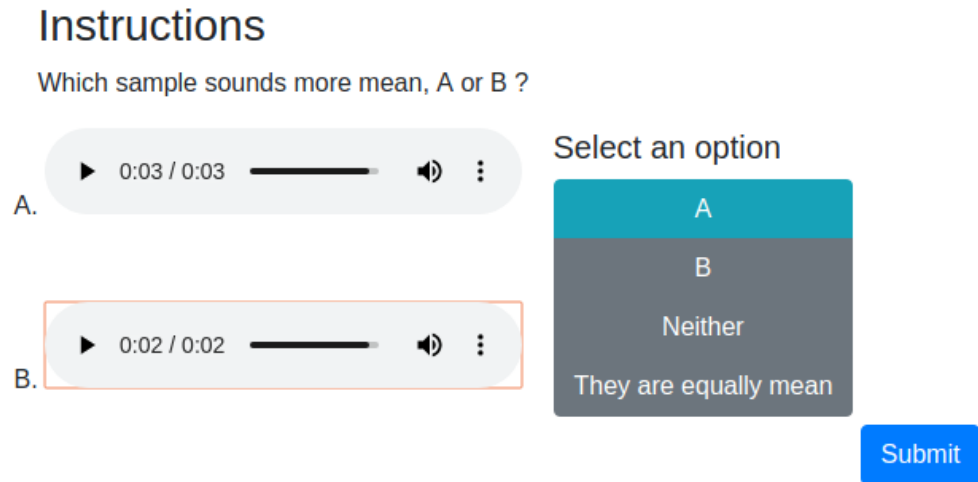 Instructions
Which sample sounds more mean, A or B ?
A.
0:03 / 0:03
B.
0:02 / 0:02
Select an option
A
B
Neither
They are equally mean
Submit